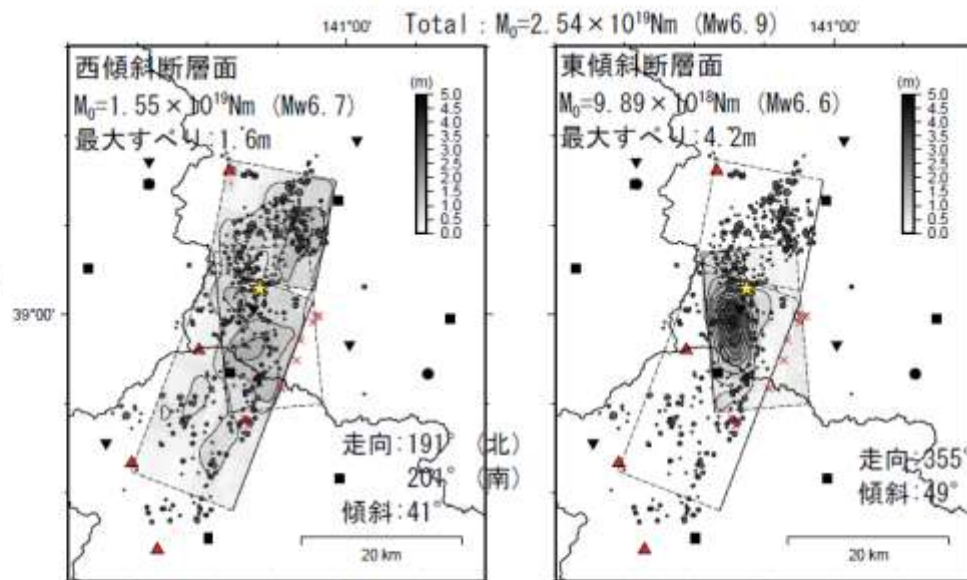 141°00' Total : M₀=2.54×10¹⁹Nm (Mw6.9) 141°00'
西傾斜断層面
M₀=1.55×10¹⁹Nm (Mw6.7)
最大すべり:1.6m
(m)
5.0
4.5
4.0
3.5
3.0
2.5
2.0
1.5
1.0
0.5
0.0
39°00'
走向:191° (北)
201° (南)
傾斜:41°
20 km
東傾斜断層面
M₀=9.89×10¹⁸Nm (Mw6.6)
最大すべり:4.2m
(m)
5.0
4.5
4.0
3.5
3.0
2.5
2.0
1.5
1.0
0.5
0.0
走向:355°
傾斜:49°
20 km